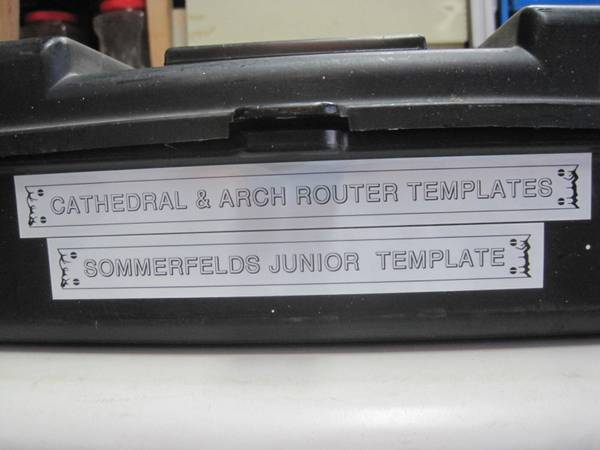 CATHEDRAL & ARCH ROUTER TEMPLATES
SOMMERFELDS JUNIOR TEMPLATE